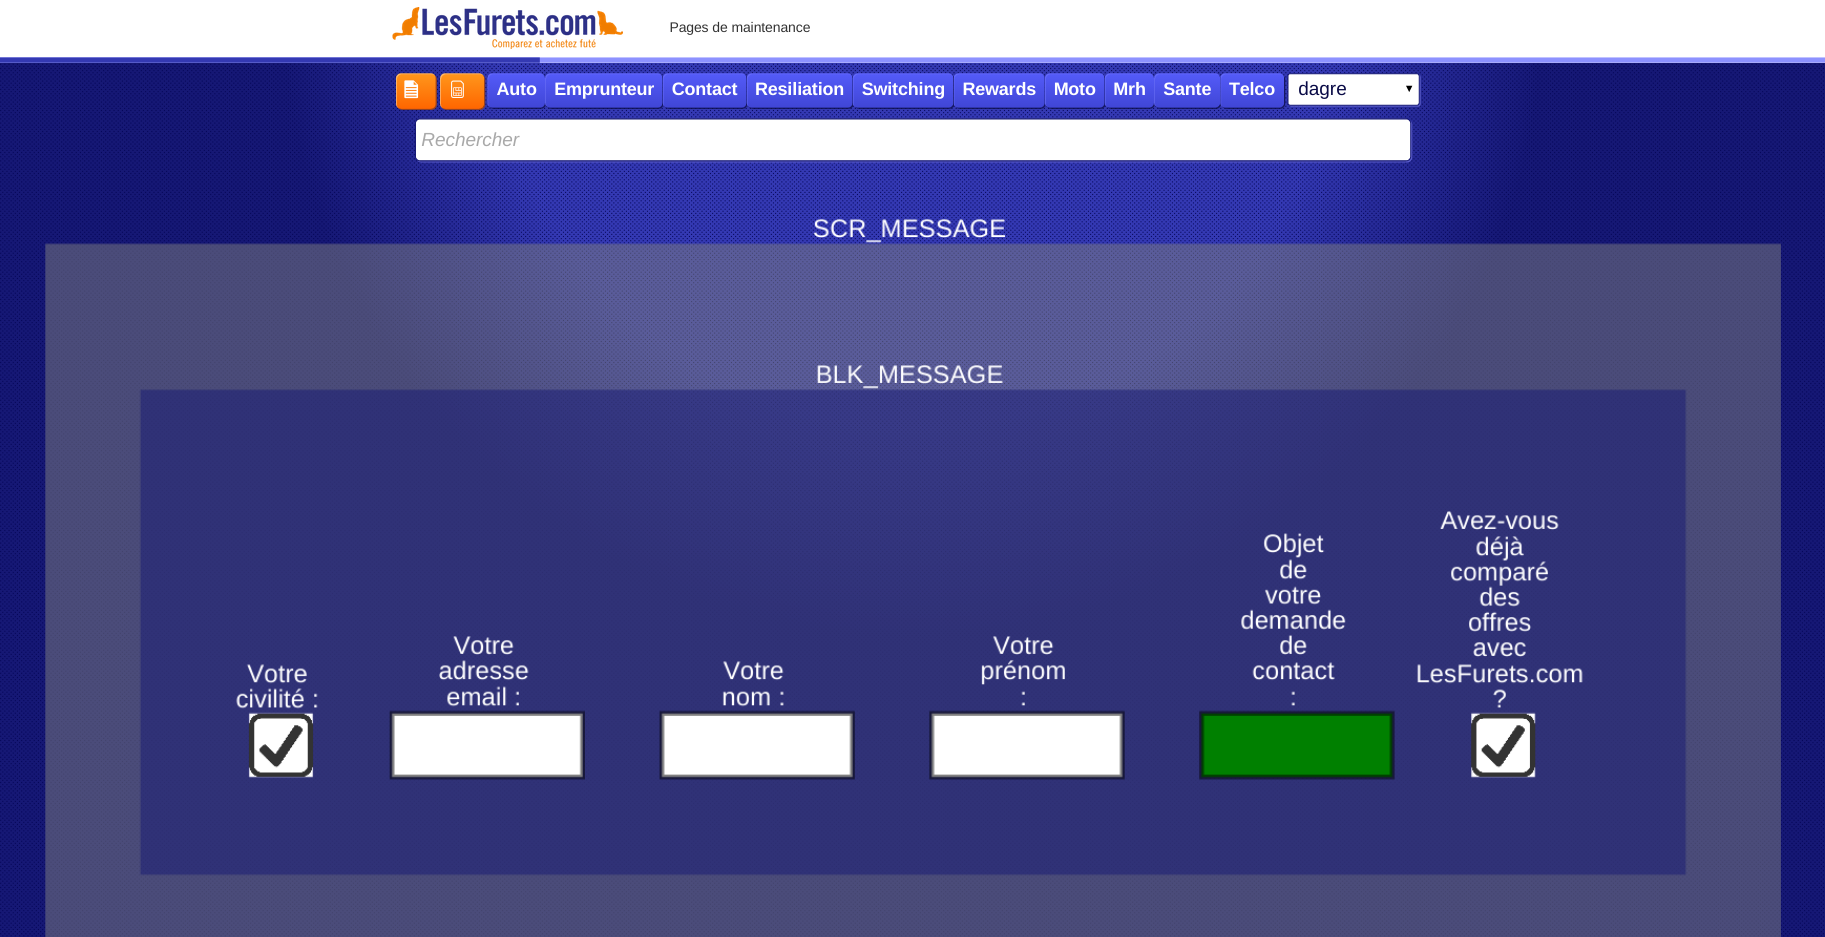 LesFurets.com
Comparez et achetez futé
Pages de maintenance
Auto Emprunteur Contact Resiliation Switching Rewards Moto Mrh Sante Telco dagre
Rechercher
SCR_MESSAGE
BLK_MESSAGE
Votre
civilité :
Votre
adresse
email :
Votre
nom :
Votre
prénom
:
Objet
de
votre
demande
de
contact
:
Avez-vous
déjà
comparé
des
offres
avec
LesFurets.com
?